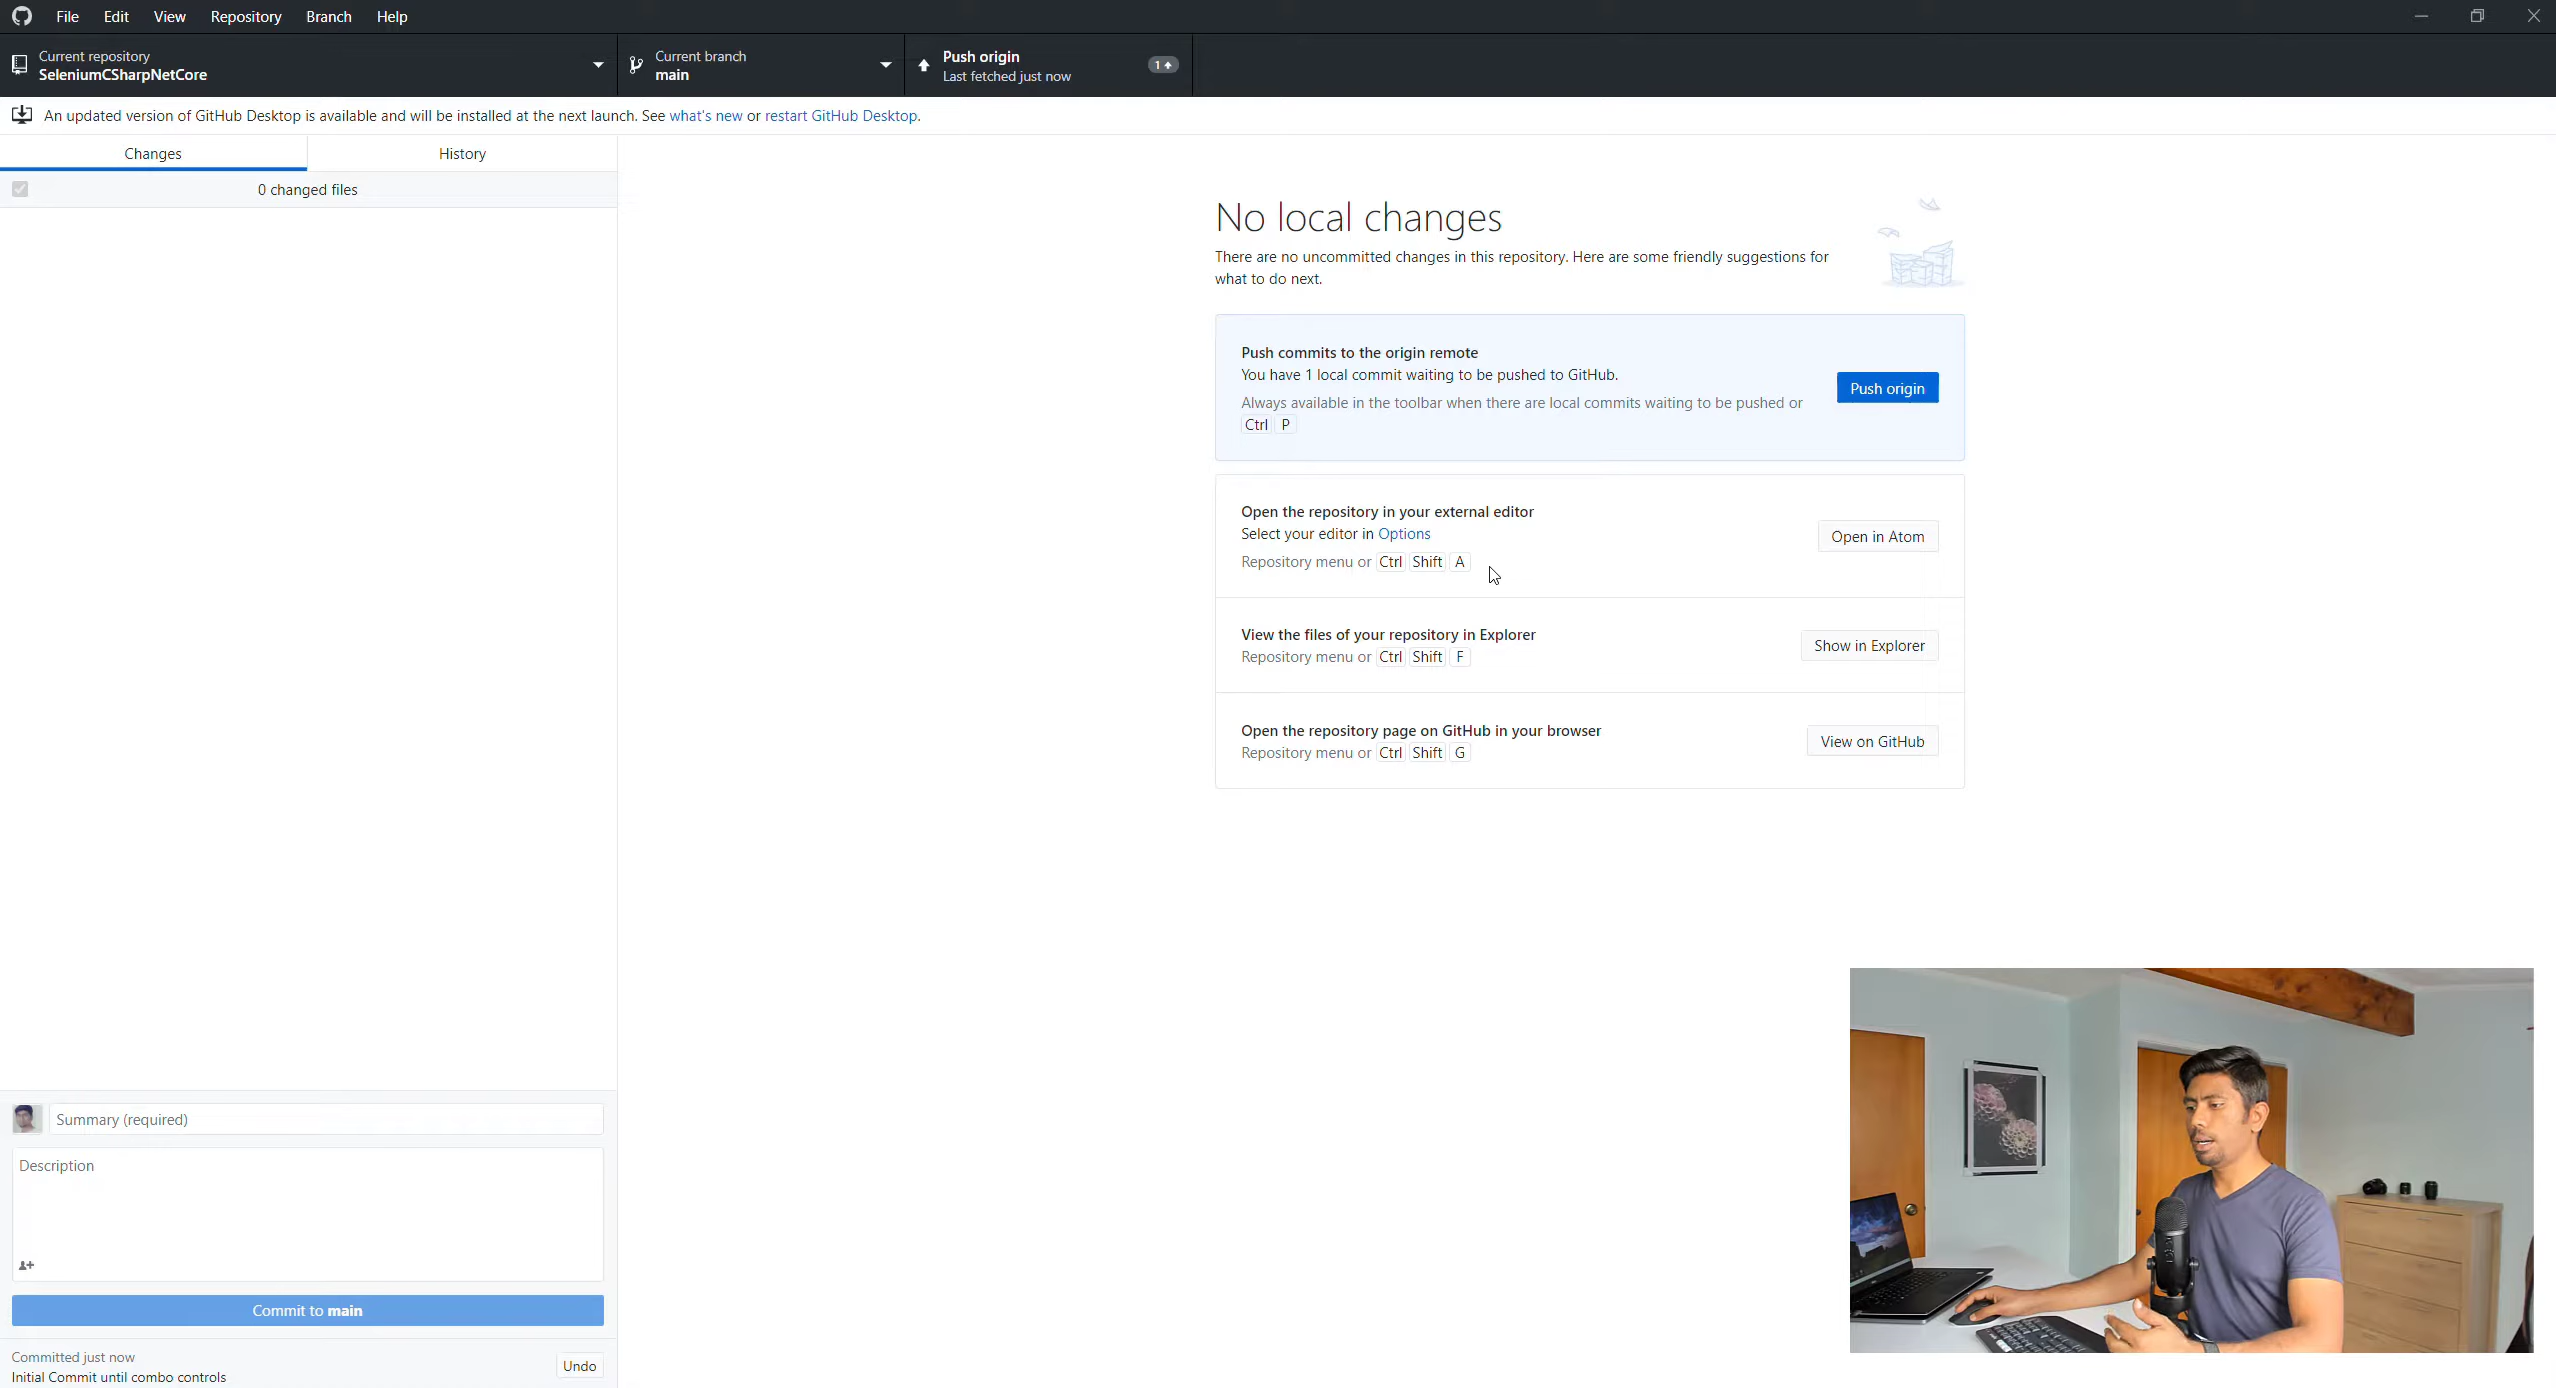 File Edit View Repository Branch Help
Current repository
SeleniumCSharpNetCore
Current branch
main
Push origin
Last fetched just now
1
An updated version of GitHub Desktop is available and will be installed at the next launch. See what's new or restart GitHub Desktop.
Changes
History
0 changed files
No local changes
There are no uncommitted changes in this repository. Here are some friendly suggestions for
what to do next.
Push commits to the origin remote
You have 1 local commit waiting to be pushed to GitHub.
Always available in the toolbar when there are local commits waiting to be pushed or
Ctrl P
Push origin
Open the repository in your external editor
Select your editor in Options
Repository menu or Ctrl Shift A
Open in Atom
View the files of your repository in Explorer
Repository menu or Ctrl Shift F
Show in Explorer
Open the repository page on GitHub in your browser
Repository menu or Ctrl Shift G
View on GitHub
Summary (required)
Description
Commit to main
Committed just now
Initial Commit until combo controls
Undo